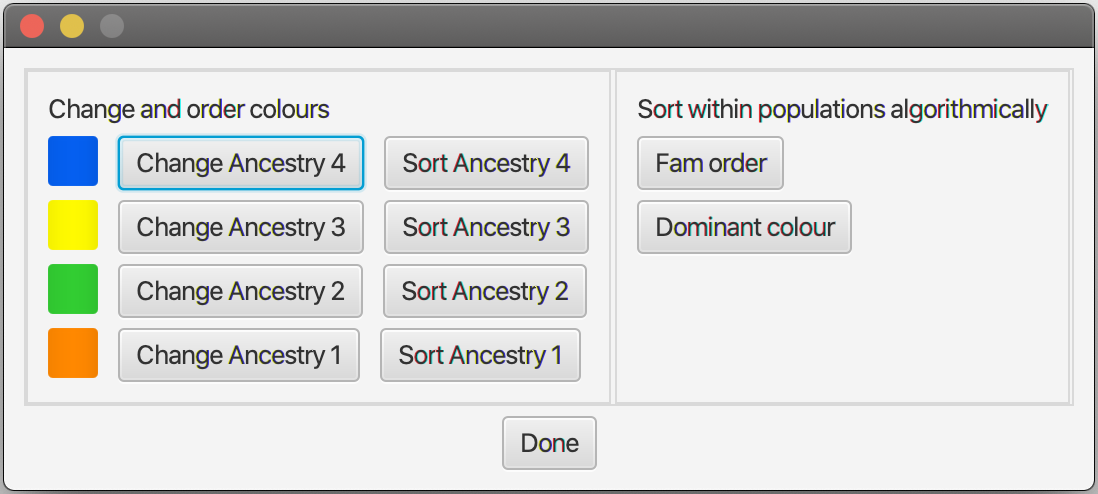 Change and order colours
Change Ancestry 4 Sort Ancestry 4
Change Ancestry 3 Sort Ancestry 3
Change Ancestry 2 Sort Ancestry 2
Change Ancestry 1 Sort Ancestry 1
Sort within populations algorithmically
Fam order
Dominant colour
Done